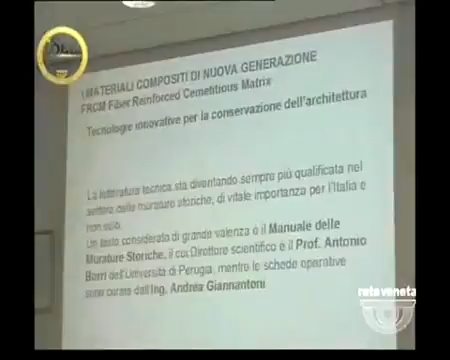 I MATERIALI COMPOSITI DI NUOVA GENERAZIONE
FRCM Fiber Reinforced Cemetitious Matrix
Tecnologie innovative per la conservazione dell'architettura
La letteratura tecnica sta diventando sempre più qualificata nel
settore delle murature storiche, di vitale importanza per l'Italia e
non solo.
Un testo considerato di grande valenza è il Manuale delle
Murature Storiche, il cui Direttore scientifico è il Prof. Antonio
Borri dell'Università di Perugia, mentre le schede operative
sono curate dall'Ing. Andrea Giannantoni
reteveneta